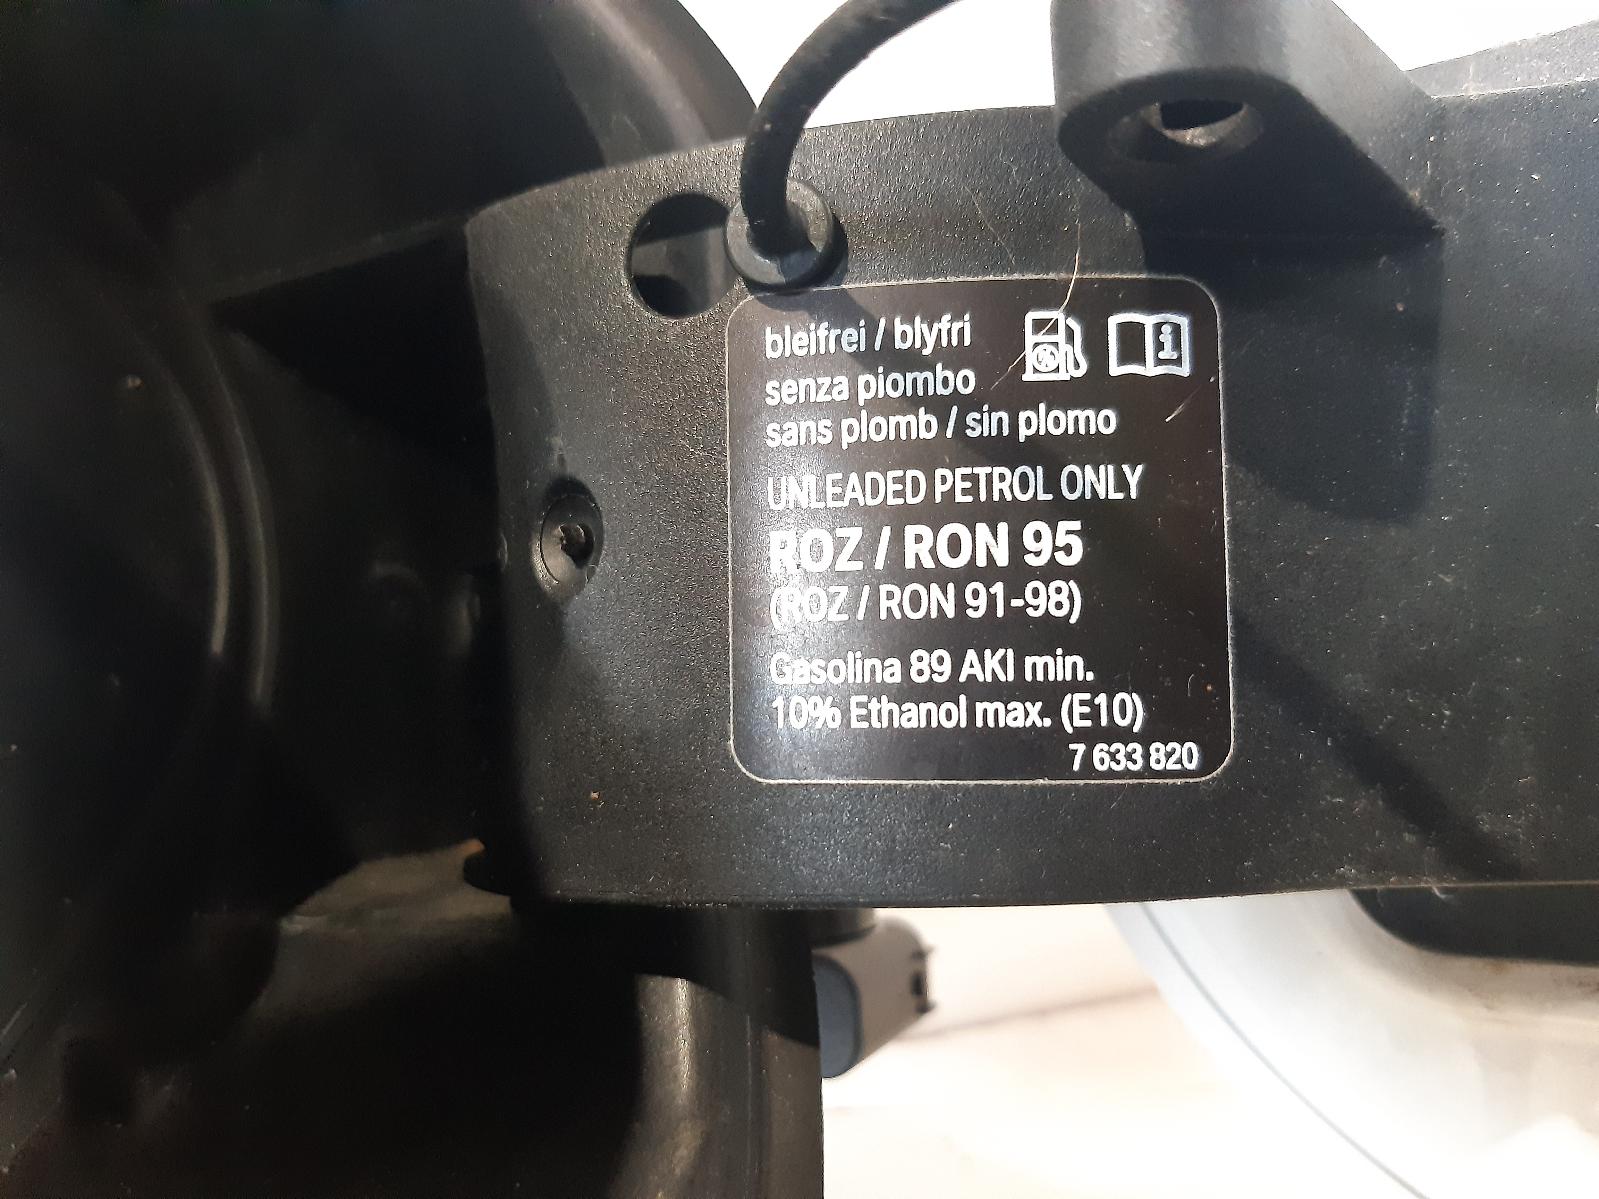 bleifrei / blyfri
senza piombo
sans plomb / sin plomo
UNLEADED PETROL ONLY
ROZ / RON 95
(ROZ / RON 91-98)
Gasolina 89 AKI min.
10% Ethanol max. (E10)
7 633 820